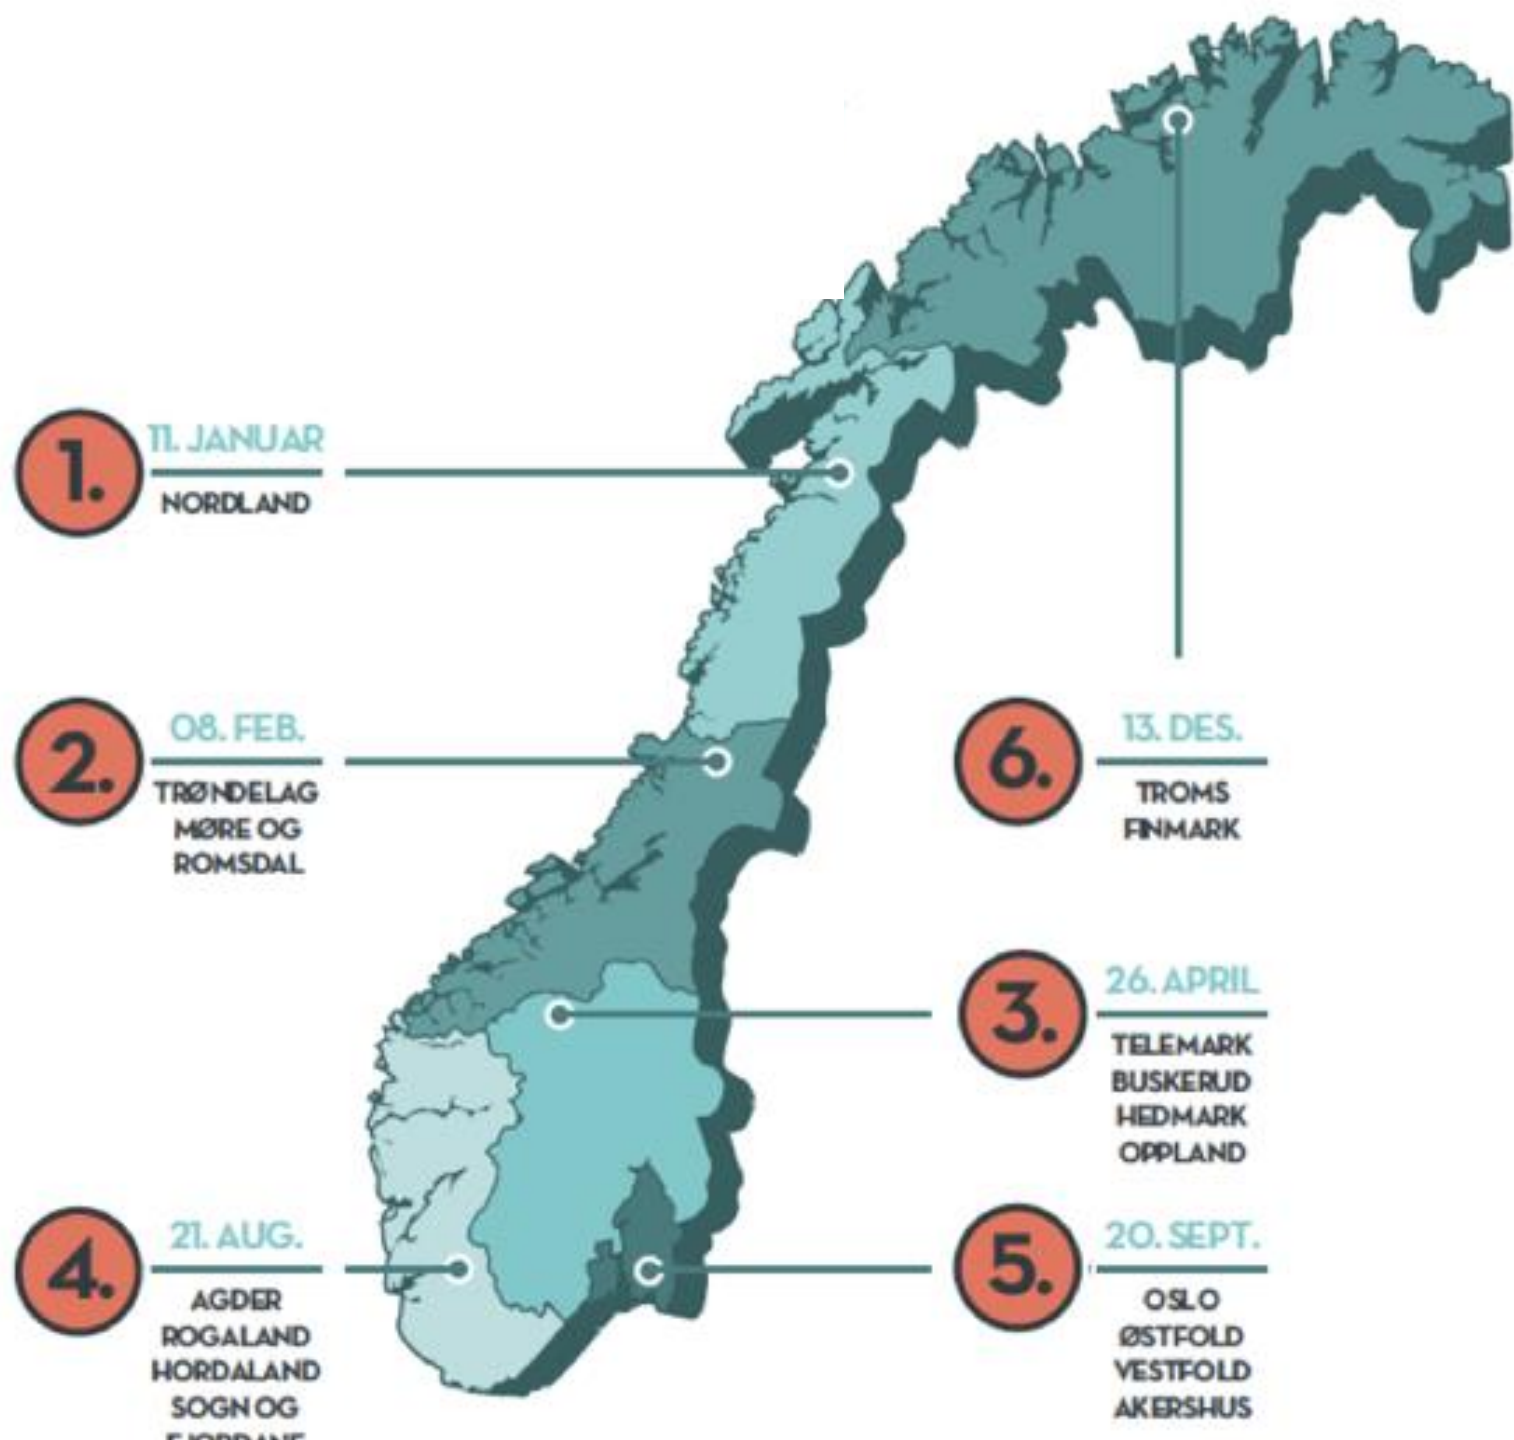 1.
11. JANUAR
NORDLAND
2.
08. FEB.
TRØNDELAG
MØRE OG
ROMSDAL
6.
13. DES.
TROMS
FINMARK
3.
26. APRIL
TELEMARK
BUSKERUD
HEDMARK
OPPLAND
4.
21. AUG.
AGDER
ROGALAND
HORDALAND
SOGN OG
FJORDANE
5.
20. SEPT.
OSLO
ØSTFOLD
VESTFOLD
AKERSHUS